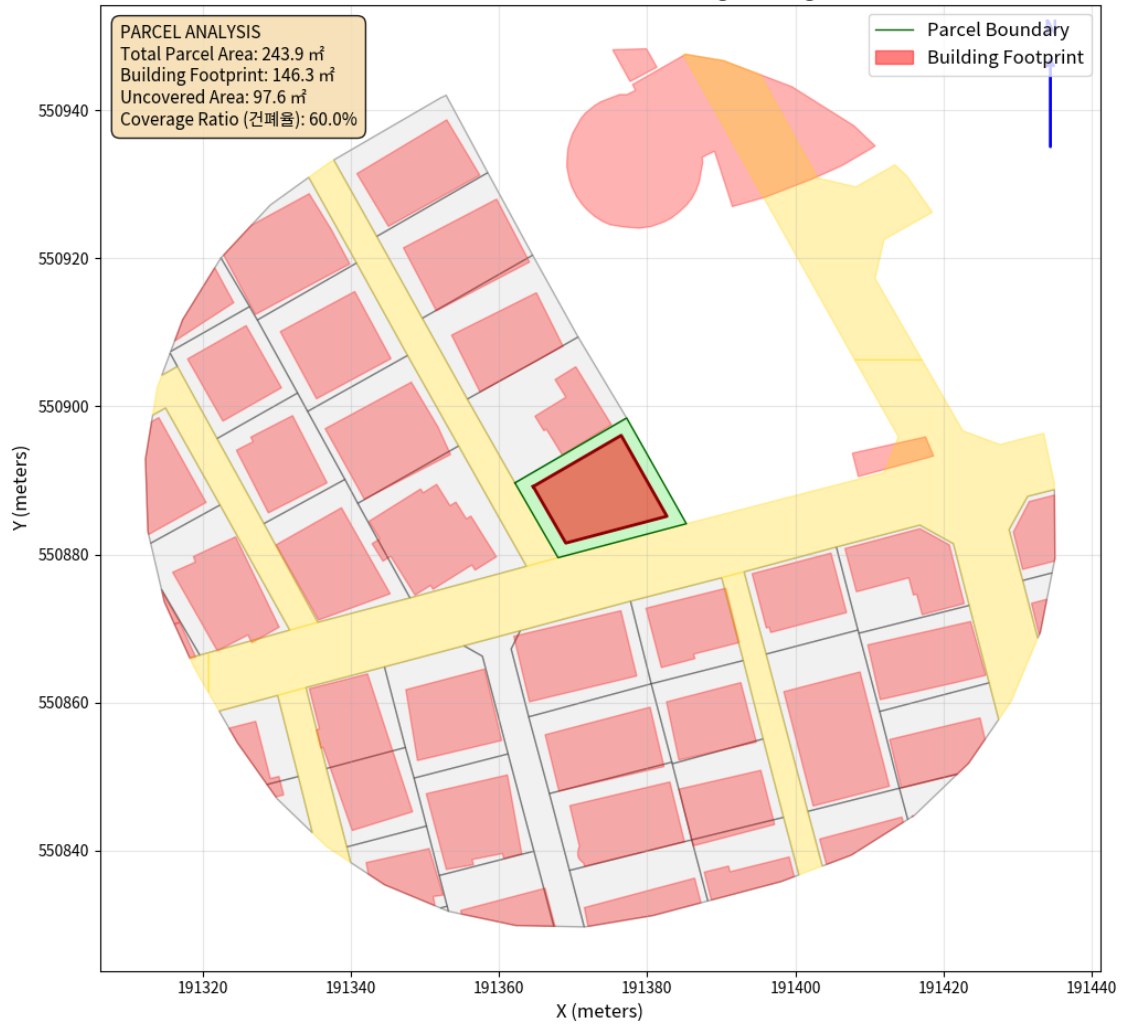 PARCEL ANALYSIS
Total Parcel Area: 243.9 ㎡
Building Footprint: 146.3 ㎡
Uncovered Area: 97.6 ㎡
Coverage Ratio (건폐율): 60.0%
Parcel Boundary
Building Footprint
550940
550920
550900
550880
550860
550840
Y (meters)
191320
191340
191360
191380
191400
191420
191440
X (meters)